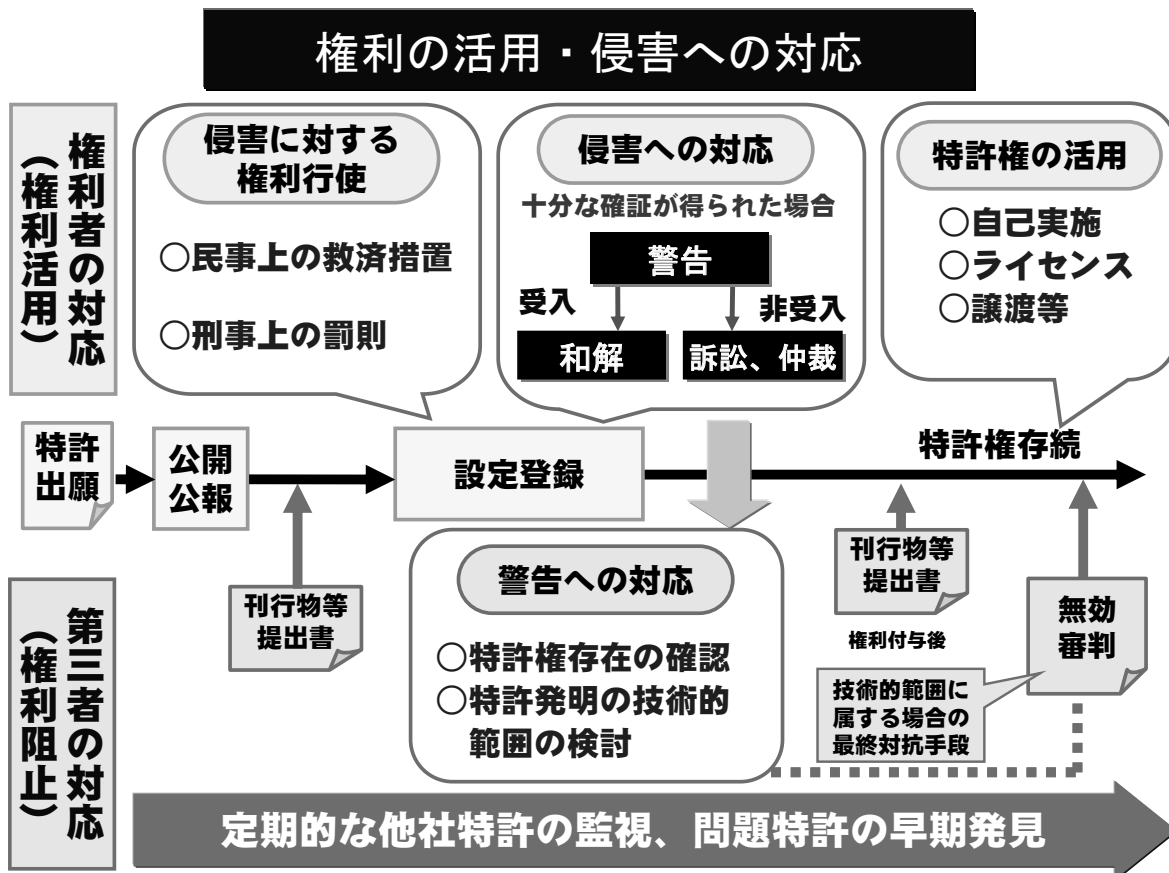 権利の活用・侵害への対応
権利者の対応
（権利活用）
侵害に対する
権利行使
○民事上の救済措置
○刑事上の罰則
侵害への対応
十分な確証が得られた場合
警告
受入
非受入
和解
訴訟、仲裁
特許権の活用
○自己実施
○ライセンス
○譲渡等
特許
出願
公開
公報
設定登録
特許権存続
第三者の対応
（権利阻止）
刊行物等
提出書
警告への対応
○特許権存在の確認
○特許発明の技術的
範囲の検討
刊行物等
提出書
権利付与後
無効
審判
技術的範囲に
属する場合の
最終対抗手段
定期的な他社特許の監視、問題特許の早期発見